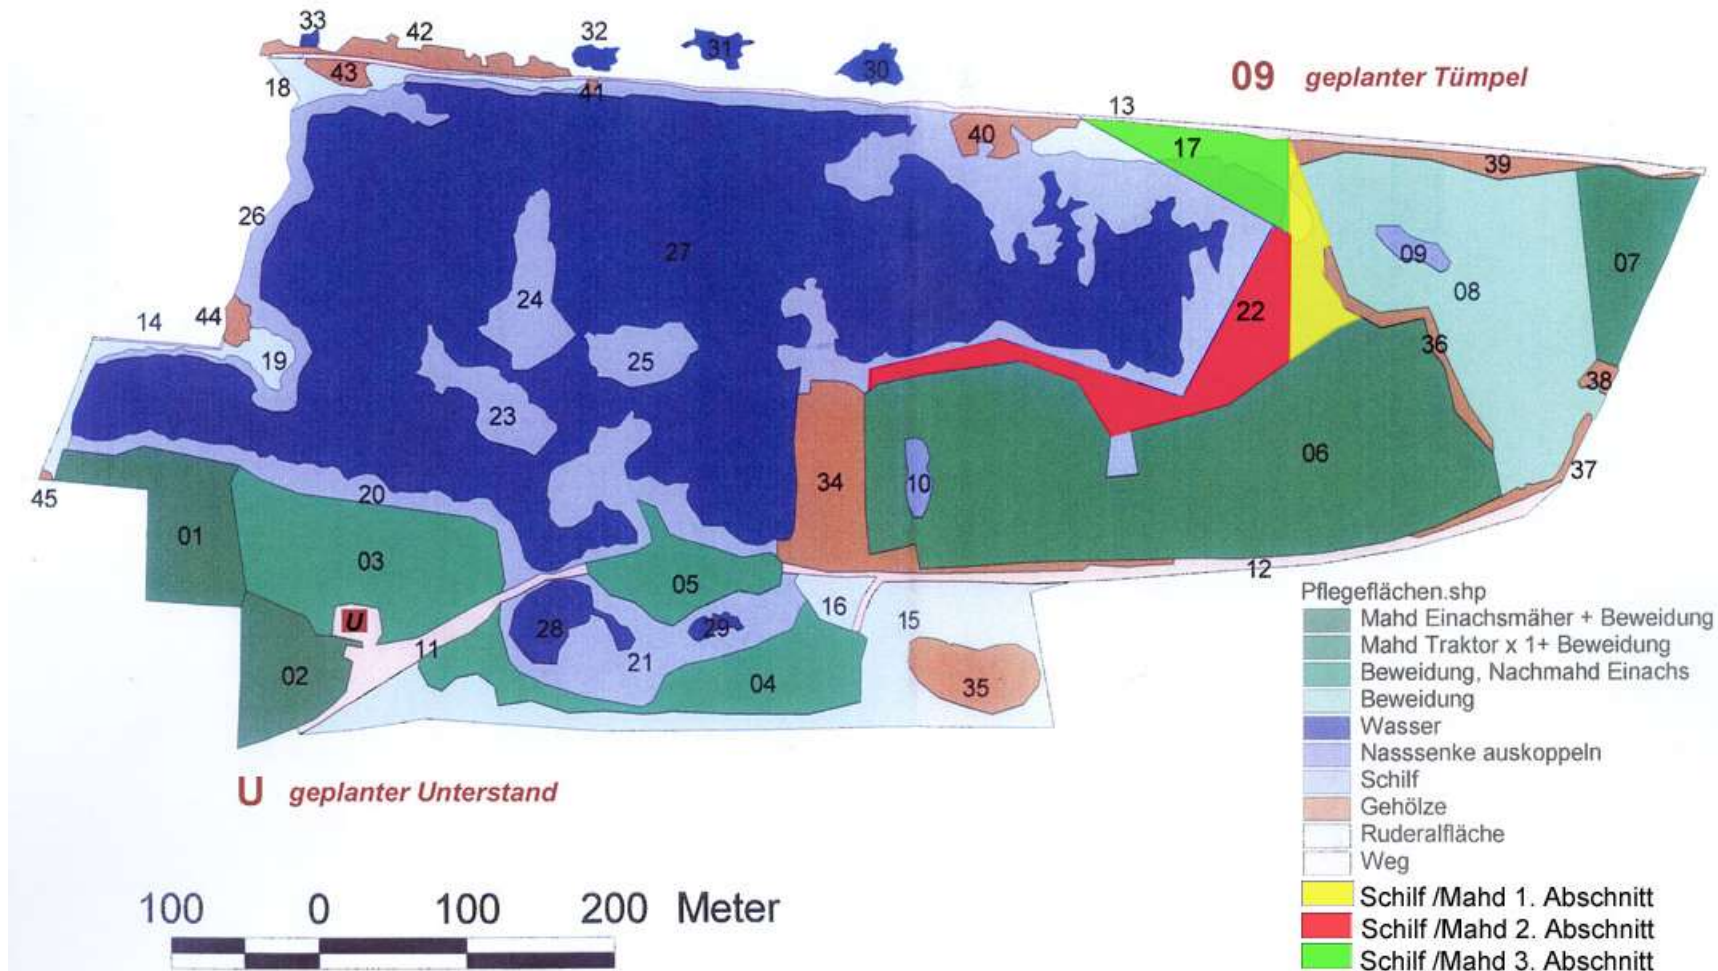 33
42
32
31
30
43
18
41
09 geplanter Tümpel
13
40
17
39
26
27
09
07
08
24
22
14
44
36
19
25
38
23
06
37
34
10
45
20
01
03
05
12
U
16
15
28
29
11
21
02
04
35
U geplanter Unterstand
Pflegeflächen.shp
Mahd Einachsmäher + Beweidung
Mahd Traktor x 1+ Beweidung
Beweidung, Nachmahd Einachs
Beweidung
Wasser
Nasssenke auskoppeln
Schilf
Gehölze
Ruderalfläche
Weg
Schilf /Mahd 1. Abschnitt
Schilf /Mahd 2. Abschnitt
Schilf /Mahd 3. Abschnitt
100 0 100 200 Meter